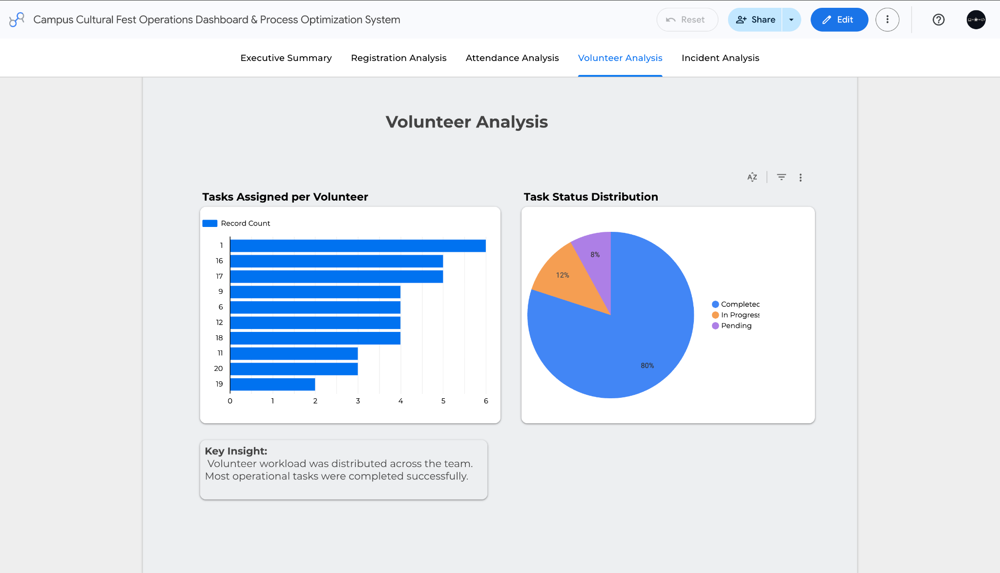 Campus Cultural Fest Operations Dashboard & Process Optimization System
Reset
Share
Edit
Executive Summary
Registration Analysis
Attendance Analysis
Volunteer Analysis
Incident Analysis
Volunteer Analysis
AZ
Tasks Assigned per Volunteer
Record Count
1
16
17
9
6
12
18
11
20
19
0 1 2 3 4 5 6
Task Status Distribution
8%
12%
80%
Completed
In Progress
Pending
Key Insight:
Volunteer workload was distributed across the team.
Most operational tasks were completed successfully.